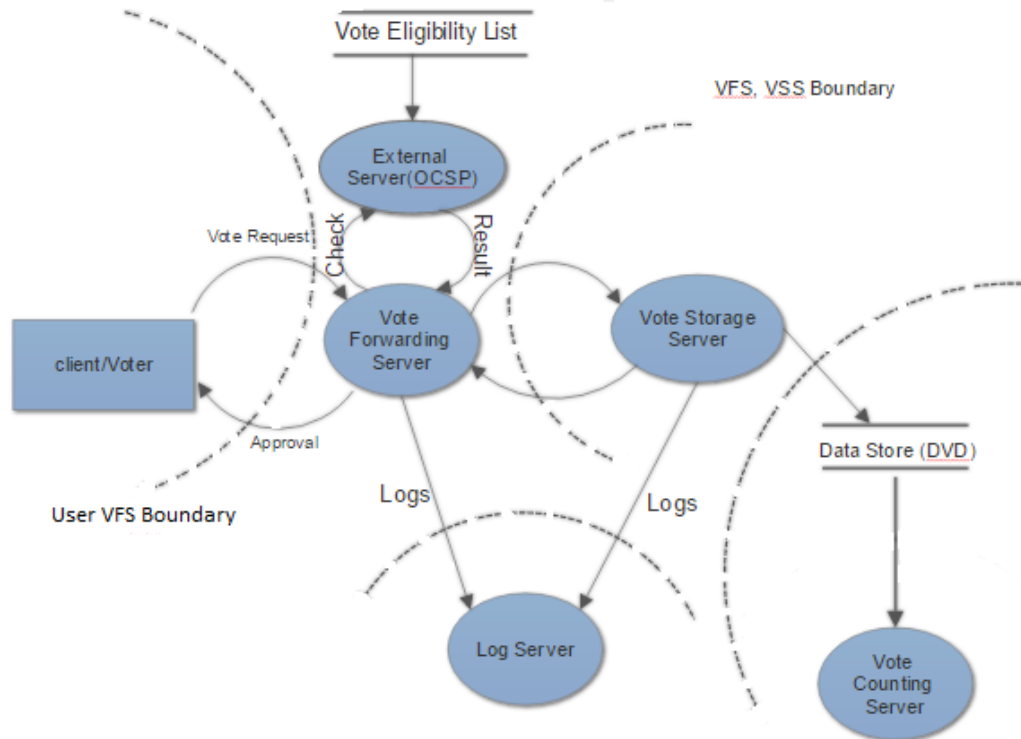 Vote Eligibility List
VFS, VSS Boundary
External
Server(OCSP)
Check
Result
Vote Request
Vote
Forwarding
Server
Vote Storage
Server
client/Voter
Approval
Data Store (DVD)
User VFS Boundary
Logs
Logs
Log Server
Vote
Counting
Server